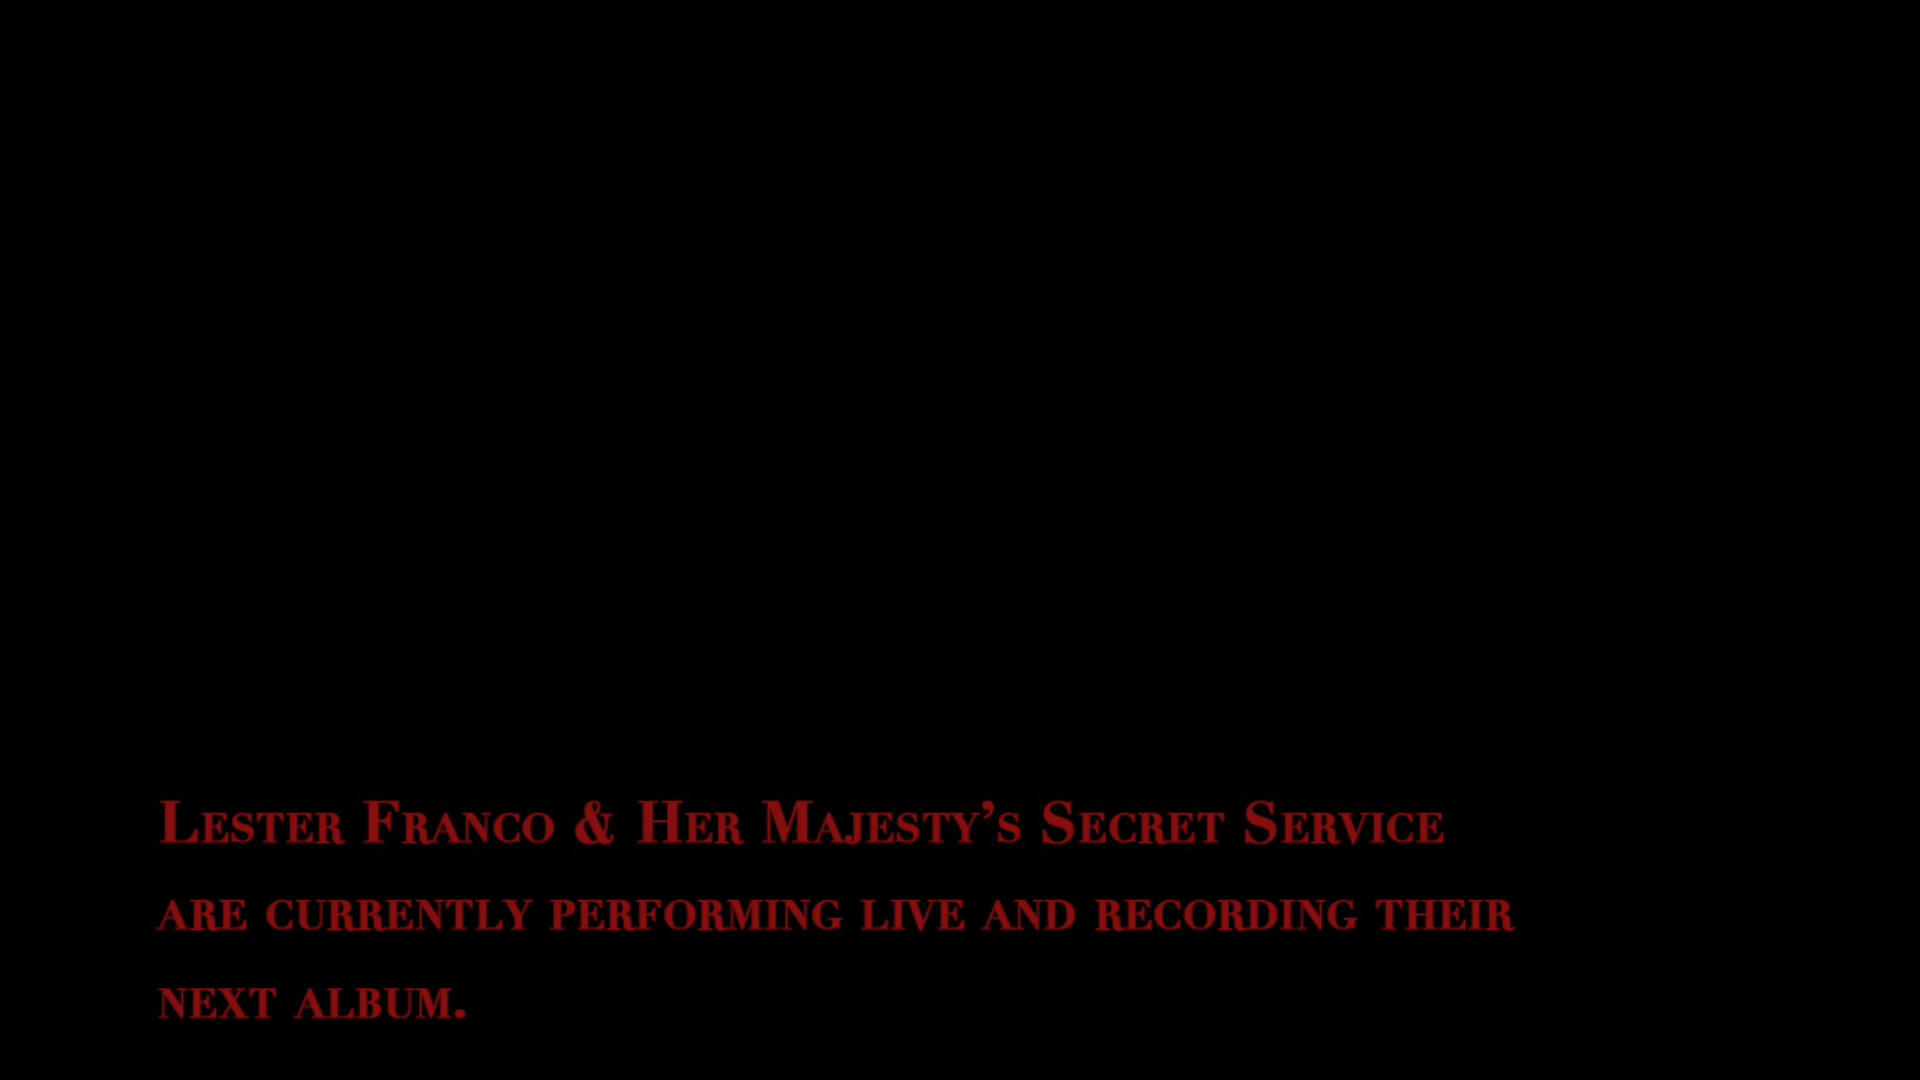 Lester Franco & Her Majesty’s Secret Service
are currently performing live and recording their
next album.